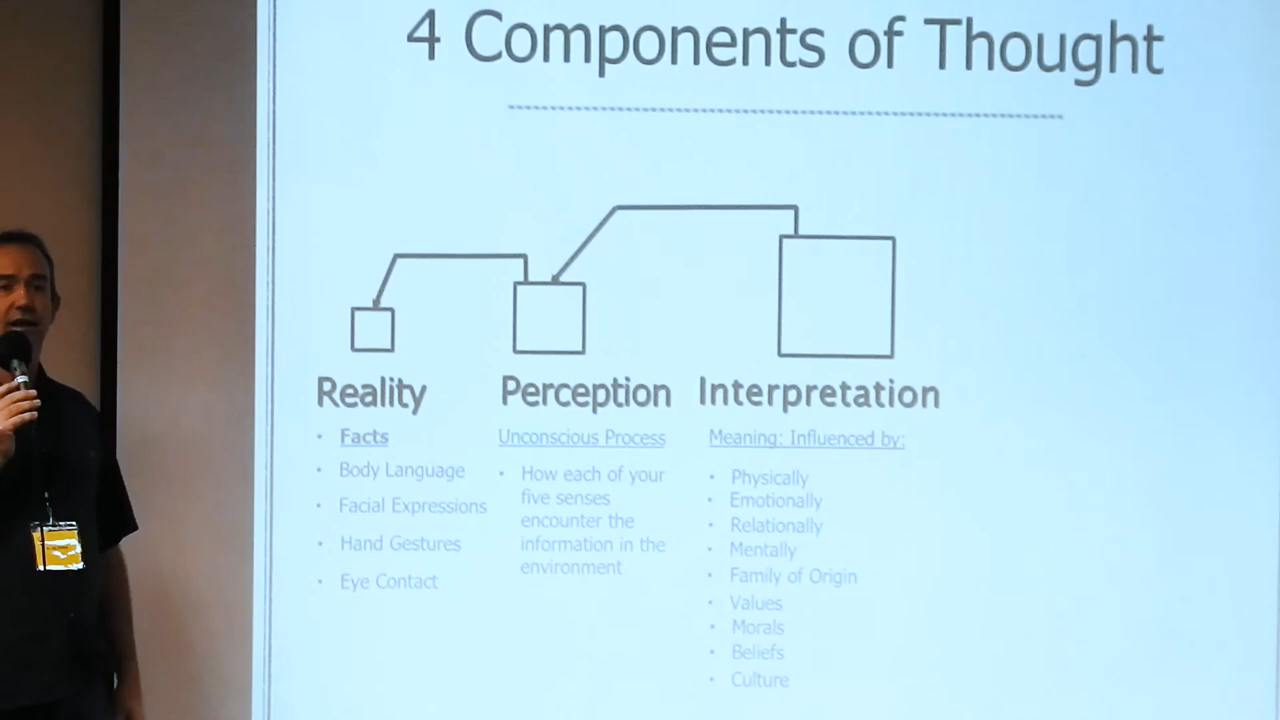 4 Components of Thought
Reality
• Facts
• Body Language
• Facial Expressions
• Hand Gestures
• Eye Contact
Perception
Unconscious Process
• How each of your
five senses
encounter the
information in the
environment
Interpretation
Meaning: Influenced by:
• Physically
• Emotionally
• Relationally
• Mentally
• Family of Origin
• Values
• Morals
• Beliefs
• Culture